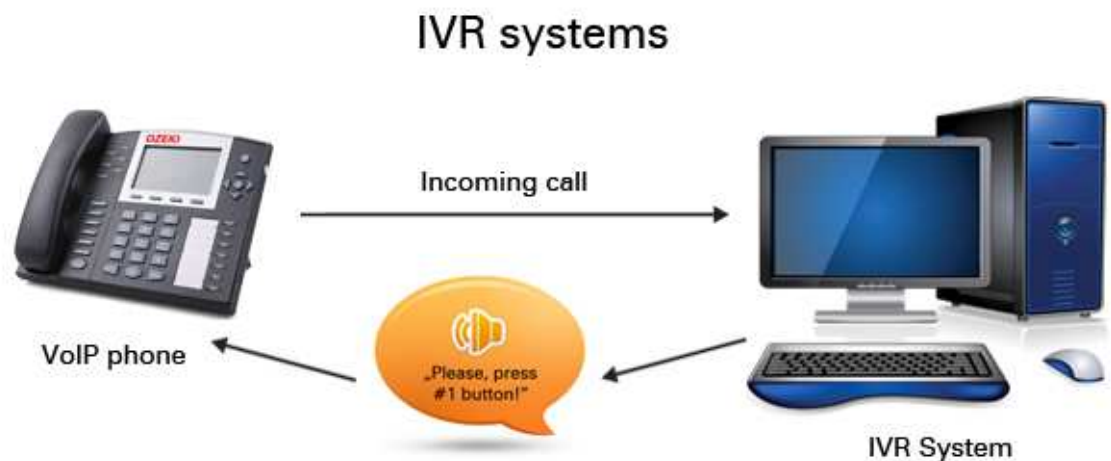 IVR systems
OZEKI
Incoming call
VoIP phone
„Please, press
#1 button!”
IVR System